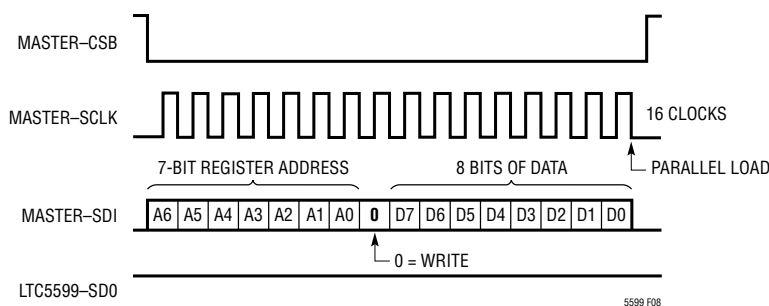 MASTER–CSB
MASTER–SCLK
16 CLOCKS
7-BIT REGISTER ADDRESS
8 BITS OF DATA
PARALLEL LOAD
MASTER–SDI
A6 A5 A4 A3 A2 A1 A0 0 D7 D6 D5 D4 D3 D2 D1 D0
0 = WRITE
LTC5599–SD0
5599 F08